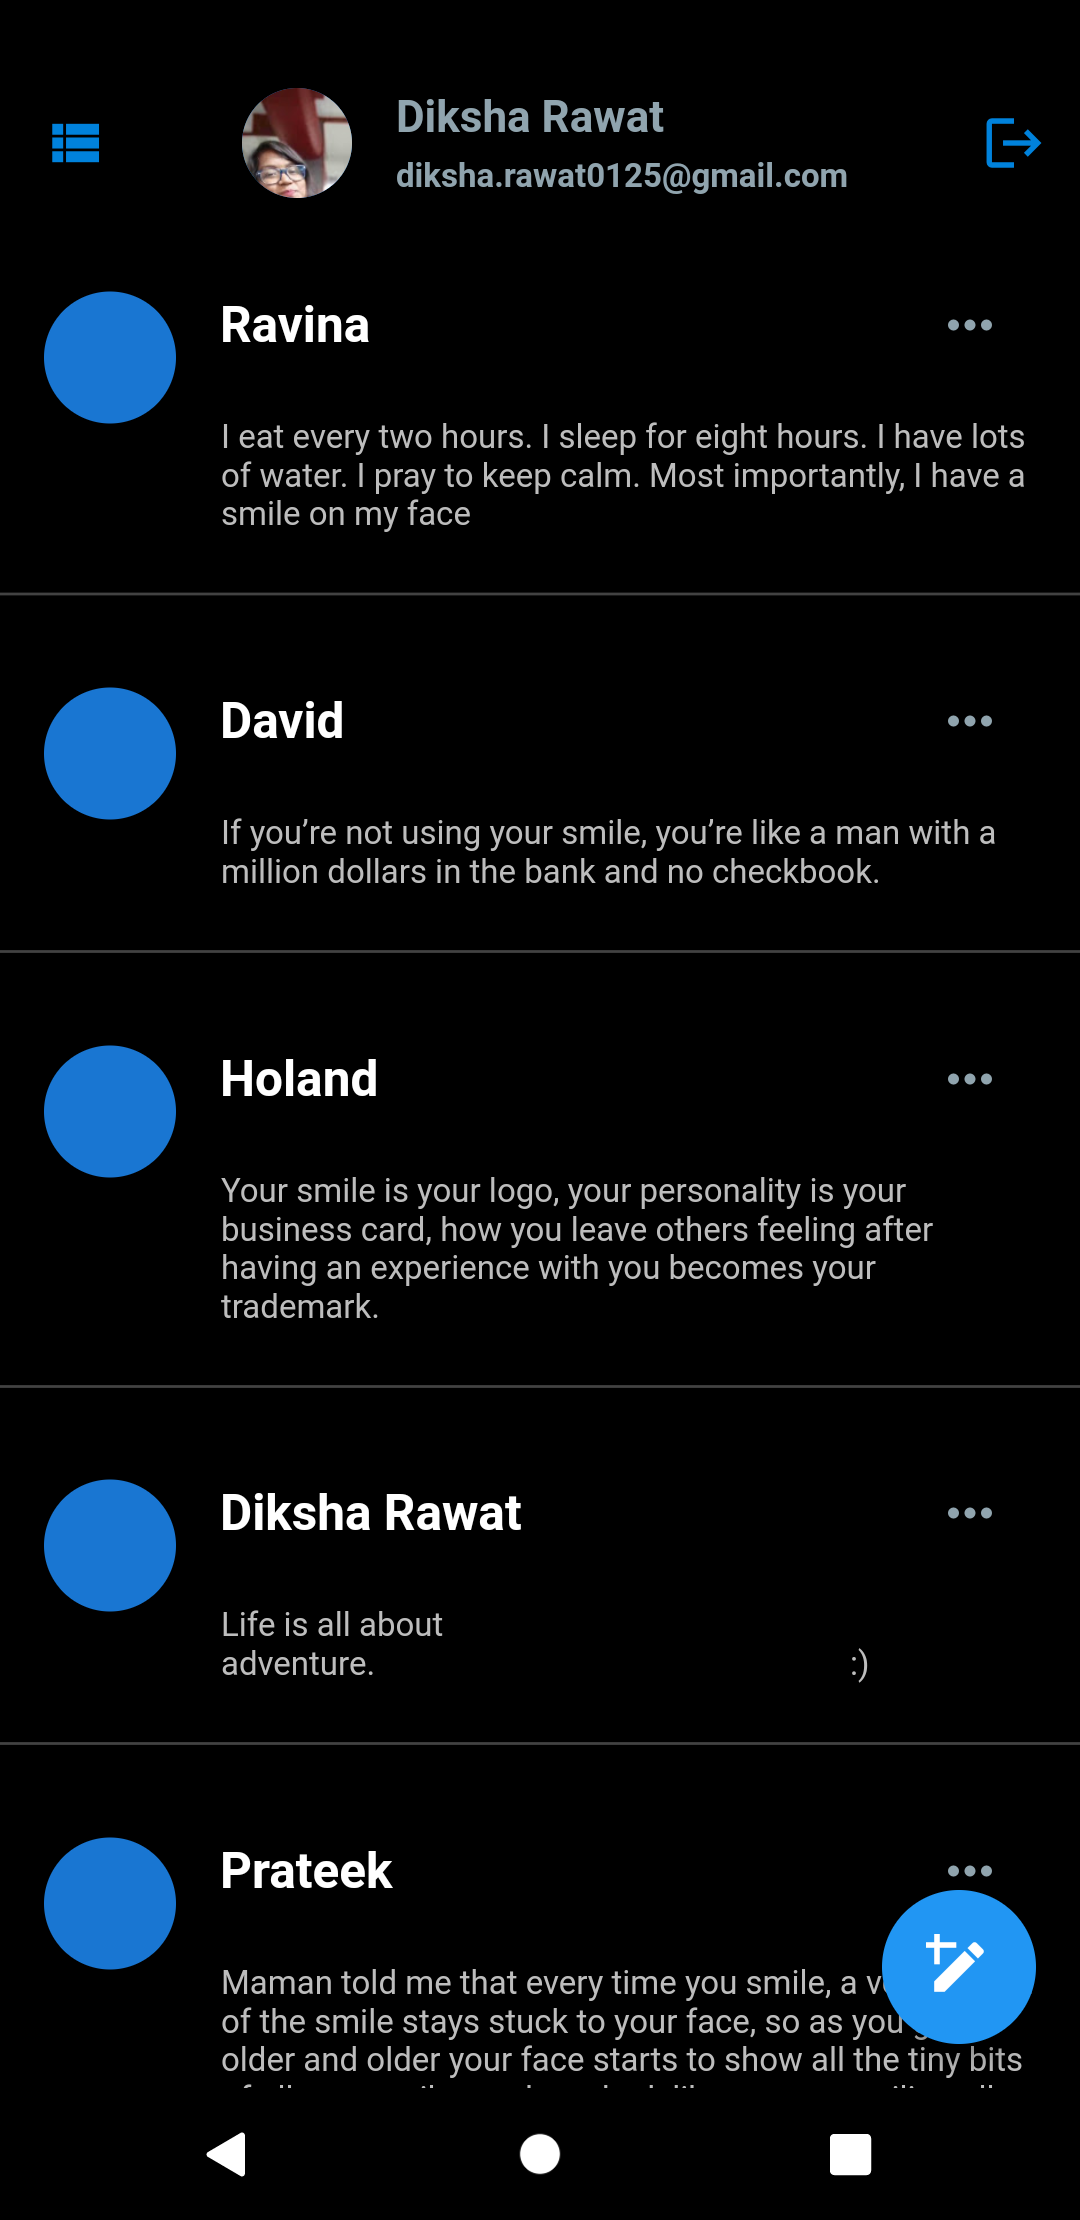 Diksha Rawat
diksha.rawat0125@gmail.com
Ravina
I eat every two hours. I sleep for eight hours. I have lots
of water. I pray to keep calm. Most importantly, I have a
smile on my face
David
If you’re not using your smile, you’re like a man with a
million dollars in the bank and no checkbook.
Holand
Your smile is your logo, your personality is your
business card, how you leave others feeling after
having an experience with you becomes your
trademark.
Diksha Rawat
Life is all about
adventure. :)
Prateek
Maman told me that every time you smile, a
of the smile stays stuck to your face, so as you
older and older your face starts to show all the tiny bits